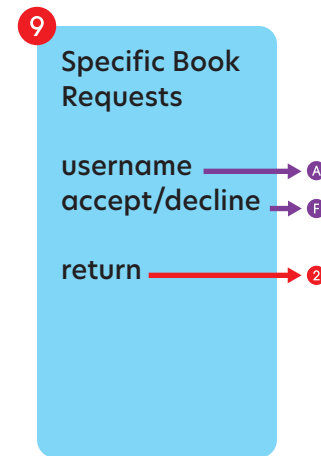 9
Specific Book
Requests
username A
accept/decline F
return 2